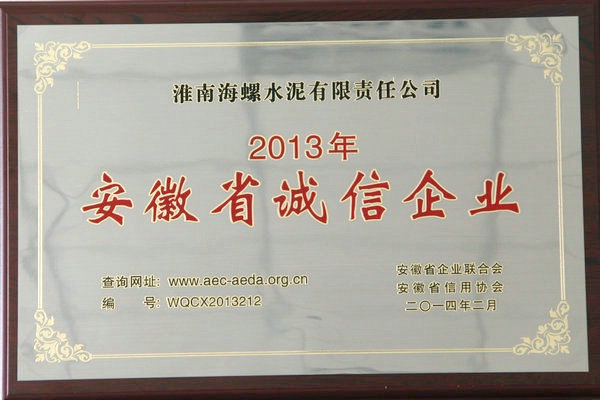 淮南海螺水泥有限责任公司
2013年
安徽省诚信企业
查询网址: www.aec-aeda.org.cn
编 号: WQCX2013212
安徽省企业联合会
安徽省信用协会
二〇一四年二月